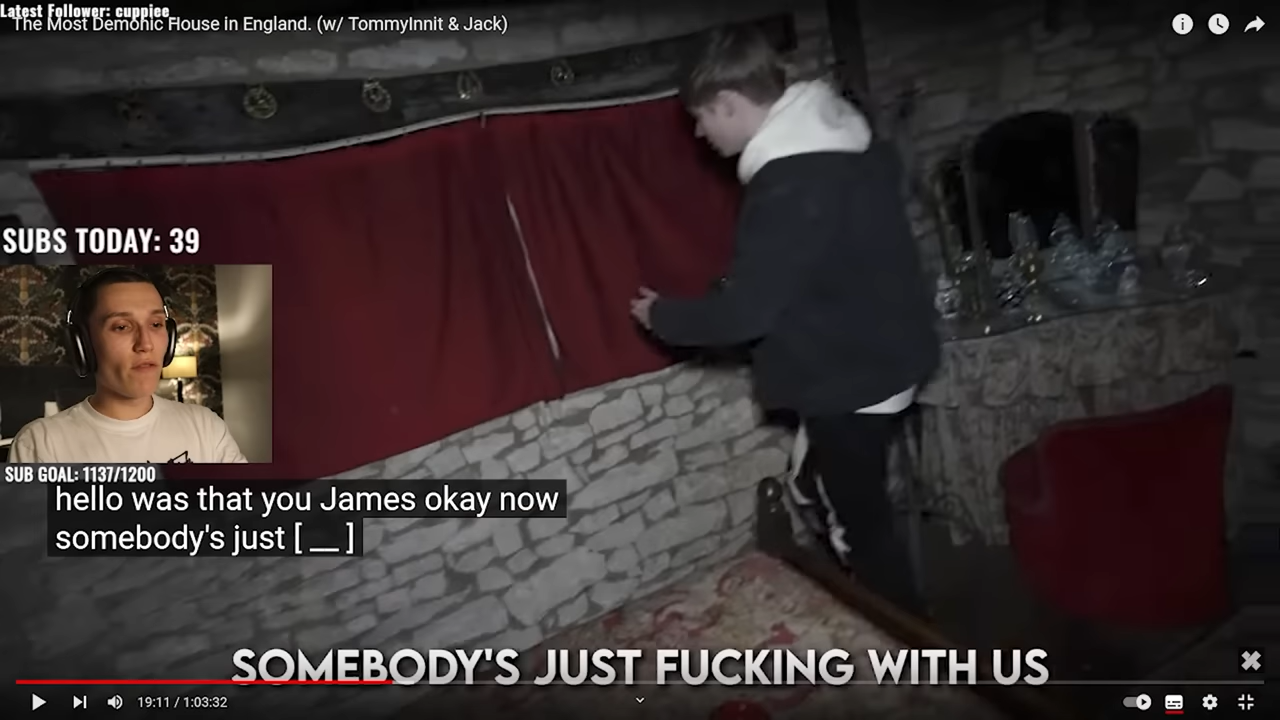 Latest Follower: cuppiee_
The Most Demonic House in England. (w/ TommyInnit & Jack)
SUBS TODAY: 39
SUB GOAL: 1137/1200
hello was that you James okay now
somebody's just [ __ ]
SOMEBODY'S JUST FUCKING WITH US
19:11 / 1:03:32